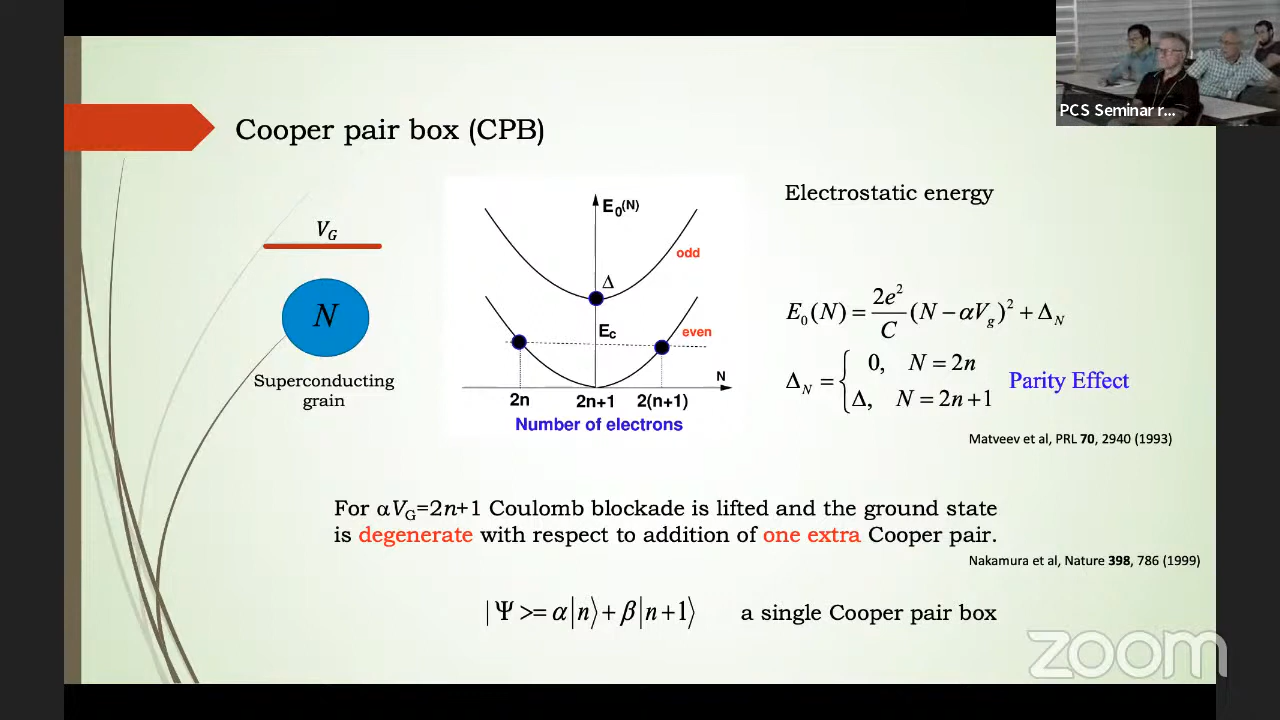 PCS Seminar r...
Cooper pair box (CPB)
V_G
N
Superconducting
grain
E₀(N)
odd
Δ
E_c
even
N
2n 2n+1 2(n+1)
Number of electrons
Electrostatic energy
E₀(N) = 2e²/C (N − αV_g)² + Δ_N
Δ_N = { 0, N = 2n
Δ, N = 2n+1
Parity Effect
Matveev et al, PRL 70, 2940 (1993)
For αV_G=2n+1 Coulomb blockade is lifted and the ground state
is degenerate with respect to addition of one extra Cooper pair.
Nakamura et al, Nature 398, 786 (1999)
|Ψ >= α|n⟩+β|n+1⟩ a single Cooper pair box
zoom